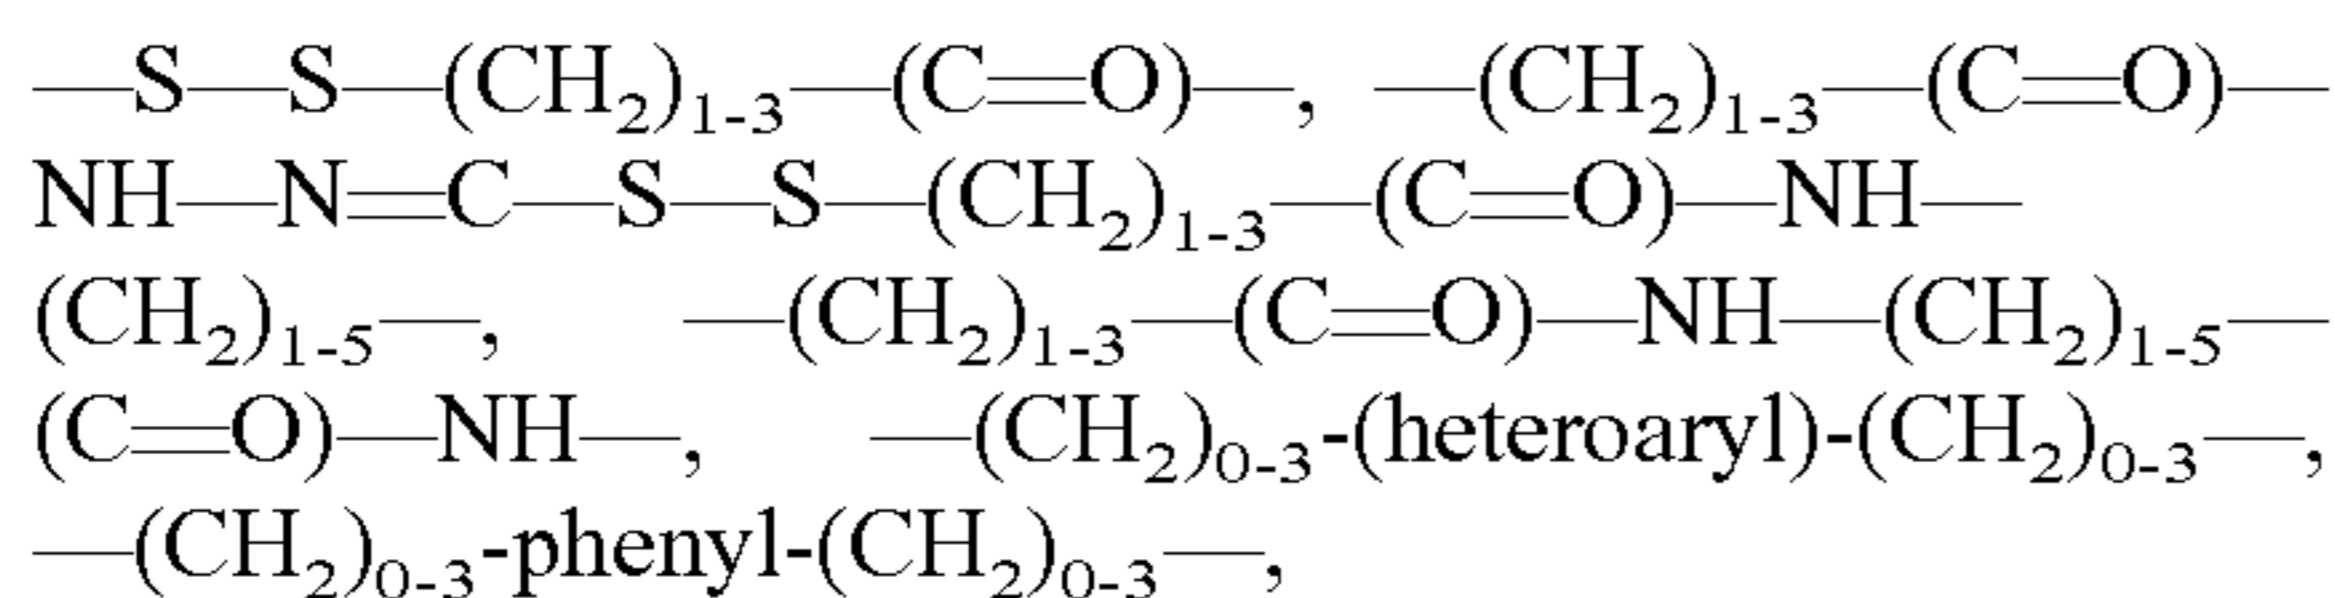 —S—S—(CH₂)₁₋₃—(C=O)—, —(CH₂)₁₋₃—(C=O)—
NH—N=C—S—S—(CH₂)₁₋₃—(C=O)—NH—
(CH₂)₁₋₅—, —(CH₂)₁₋₃—(C=O)—NH—(CH₂)₁₋₅—
(C=O)—NH—, —(CH₂)₀₋₃-(heteroaryl)-(CH₂)₀₋₃—,
—(CH₂)₀₋₃-phenyl-(CH₂)₀₋₃—,